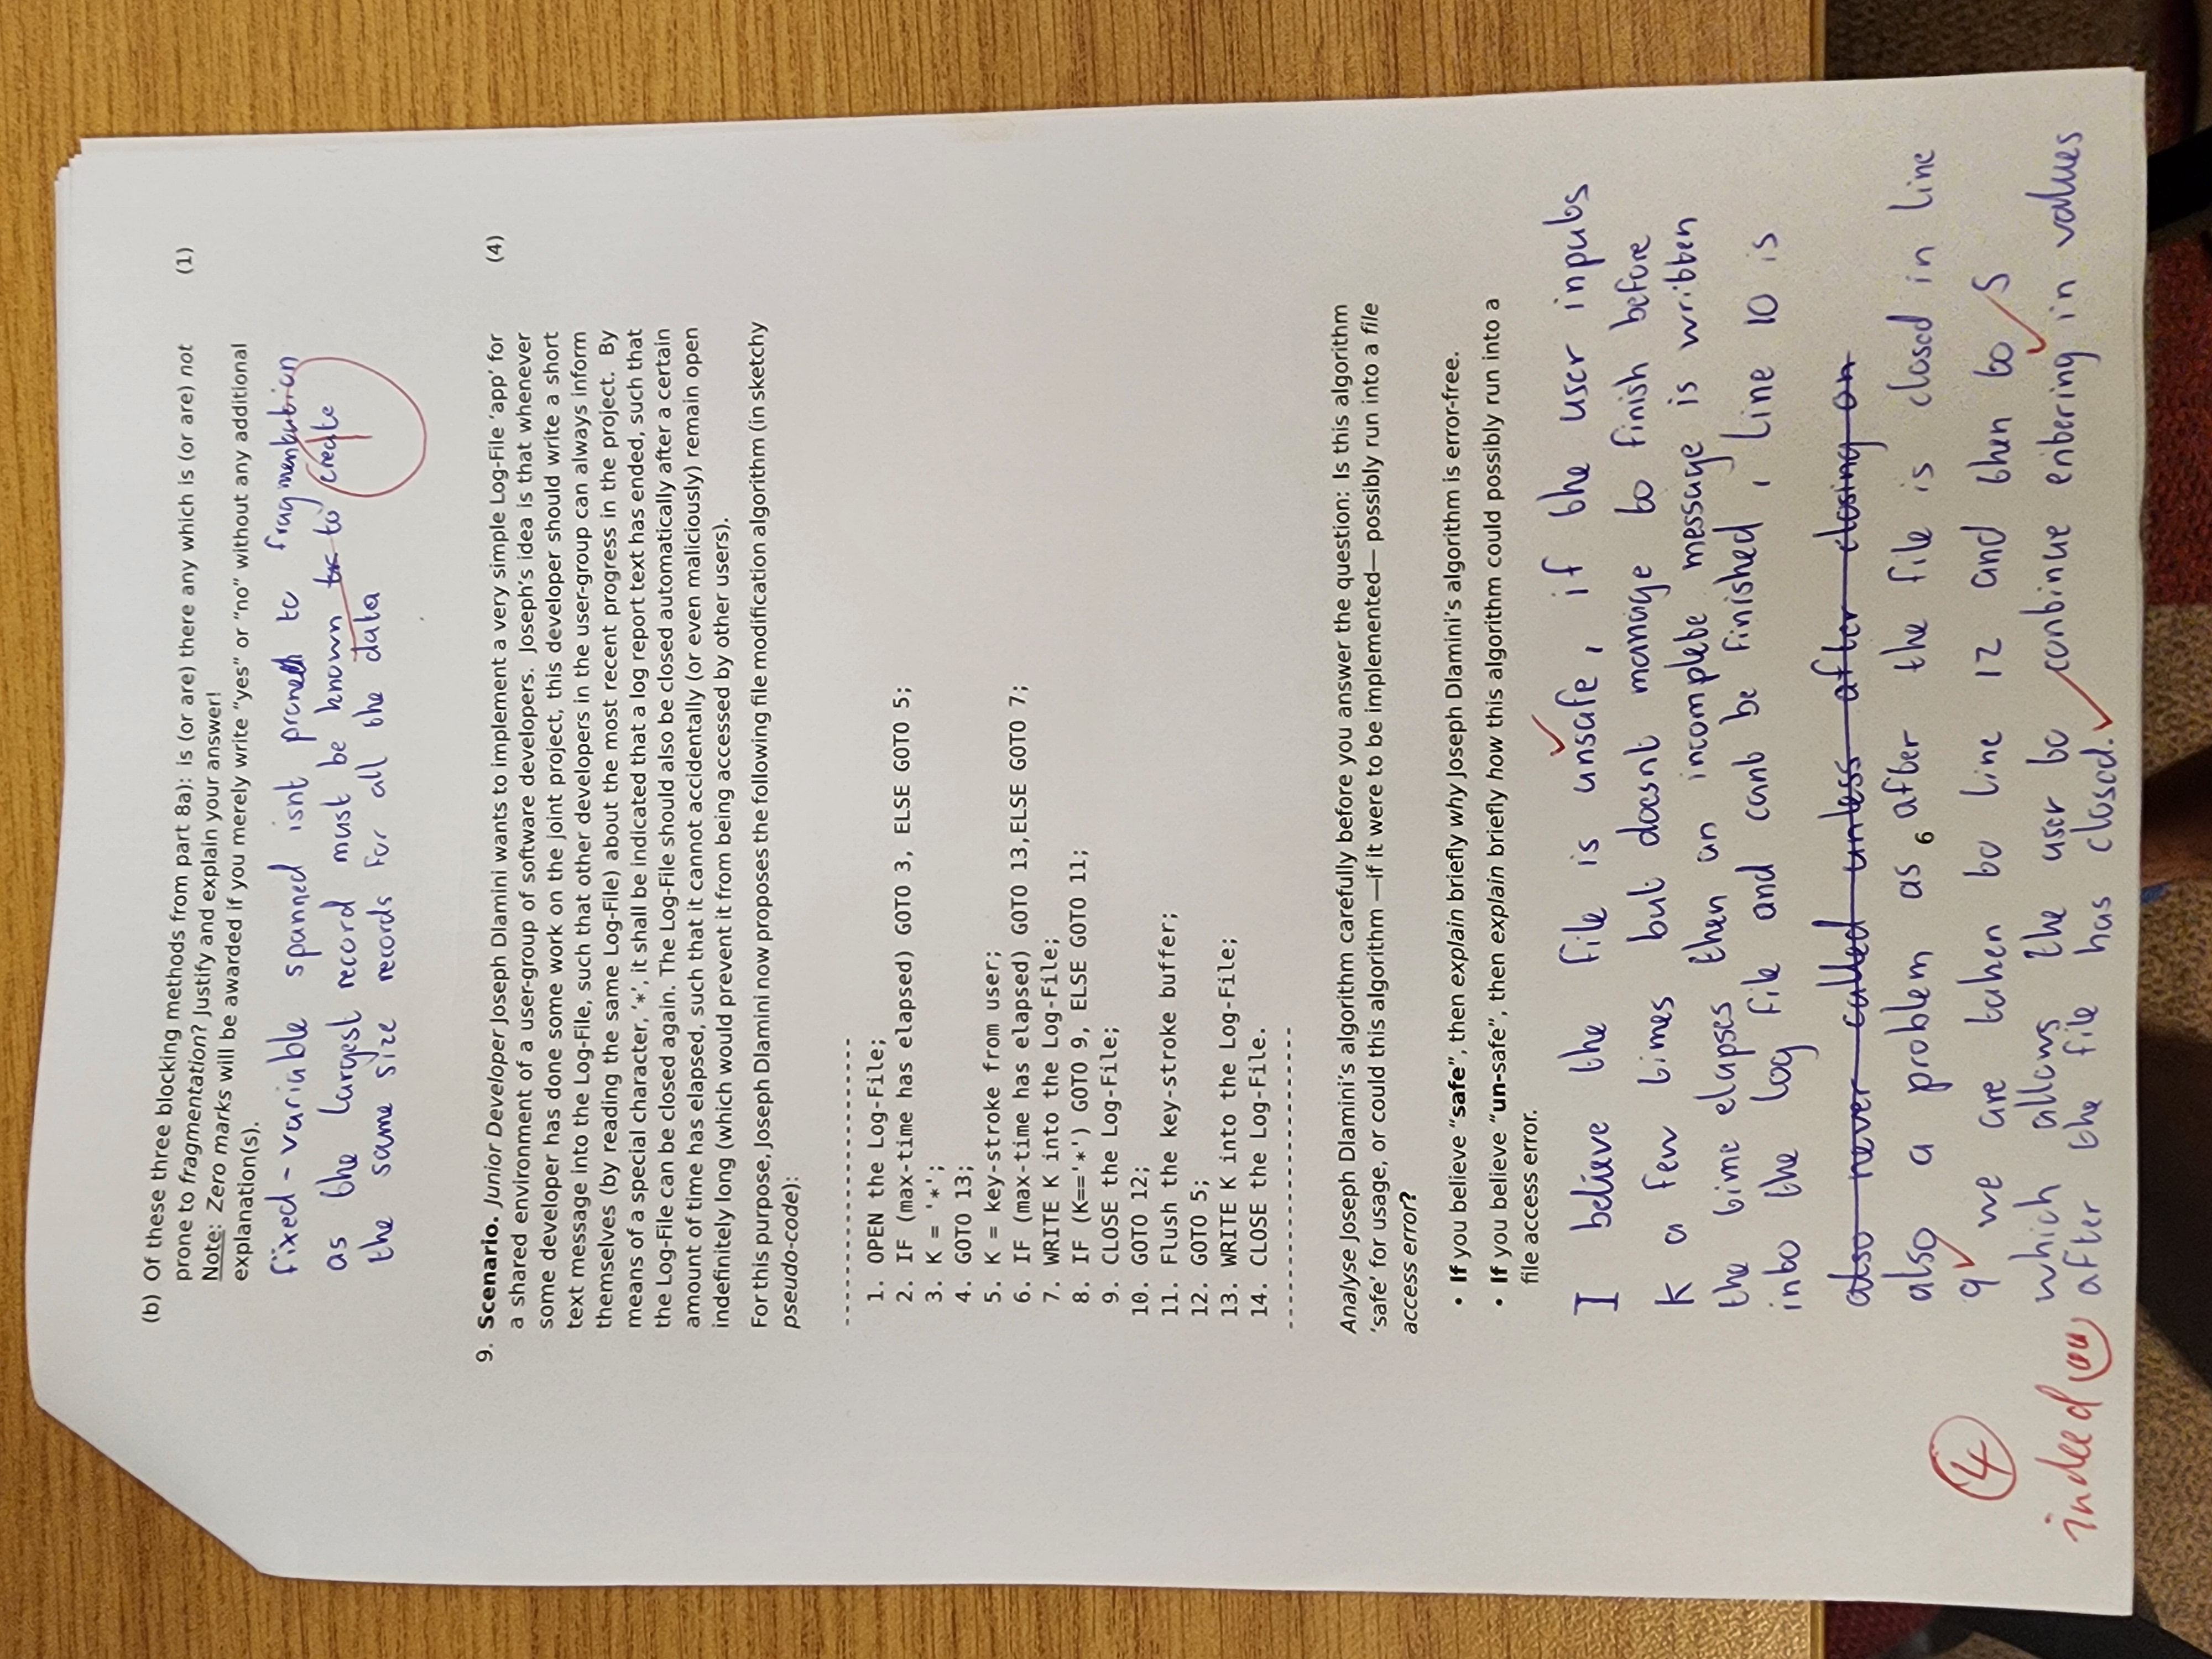 (b) Of these three blocking methods from part 8a): is (or are) there any which is (or are) not (1)
prone to fragmentation? Justify and explain your answer!
Note: Zero marks will be awarded if you merely write “yes” or “no” without any additional
explanation(s).
fixed-variable spanned isnt prone to fragmentation
as the largest record must be known to create
the same size records for all the data
9. Scenario. Junior Developer Joseph Dlamini wants to implement a very simple Log-File ‘app’ for (4)
a shared environment of a user-group of software developers. Joseph’s idea is that whenever
some developer has done some work on the joint project, this developer should write a short
text message into the Log-File, such that other developers in the user-group can always inform
themselves (by reading the same Log-File) about the most recent progress in the project. By
means of a special character, ‘*’, it shall be indicated that a log report text has ended, such that
the Log-File can be closed again. The Log-File should also be closed automatically after a certain
amount of time has elapsed, such that it cannot accidentally (or even maliciously) remain open
indefinitely long (which would prevent it from being accessed by other users).
For this purpose, Joseph Dlamini now proposes the following file modification algorithm (in sketchy
pseudo-code):
-----------------------
1. OPEN the Log-File;
2. IF (max-time has elapsed) GOTO 3, ELSE GOTO 5;
3. K = '*';
4. GOTO 13;
5. K = key-stroke from user;
6. IF (max-time has elapsed) GOTO 13,ELSE GOTO 7;
7. WRITE K into the Log-File;
8. IF (K=='*') GOTO 9, ELSE GOTO 11;
9. CLOSE the Log-File;
10. GOTO 12;
11. Flush the key-stroke buffer;
12. GOTO 5;
13. WRITE K into the Log-File;
14. CLOSE the Log-File.
------------------------
Analyse Joseph Dlamini’s algorithm carefully before you answer the question: Is this algorithm
‘safe’ for usage, or could this algorithm —if it were to be implemented— possibly run into a file
access error?
• If you believe “safe”, then explain briefly why Joseph Dlamini’s algorithm is error-free.
• If you believe “un-safe”, then explain briefly how this algorithm could possibly run into a
file access error.
I believe the file is unsafe, if the user inputs
K a few times but doesnt manage to finish before
the time elapses then an incomplete message is written
into the log file and cant be finished, line 10 is
also never called unless after closing on
also a problem as after the file is closed in line
6
9 we are taken to line 12 and then to 5
which allows the user to continue entering in values
after the file has closed.
4
indeed